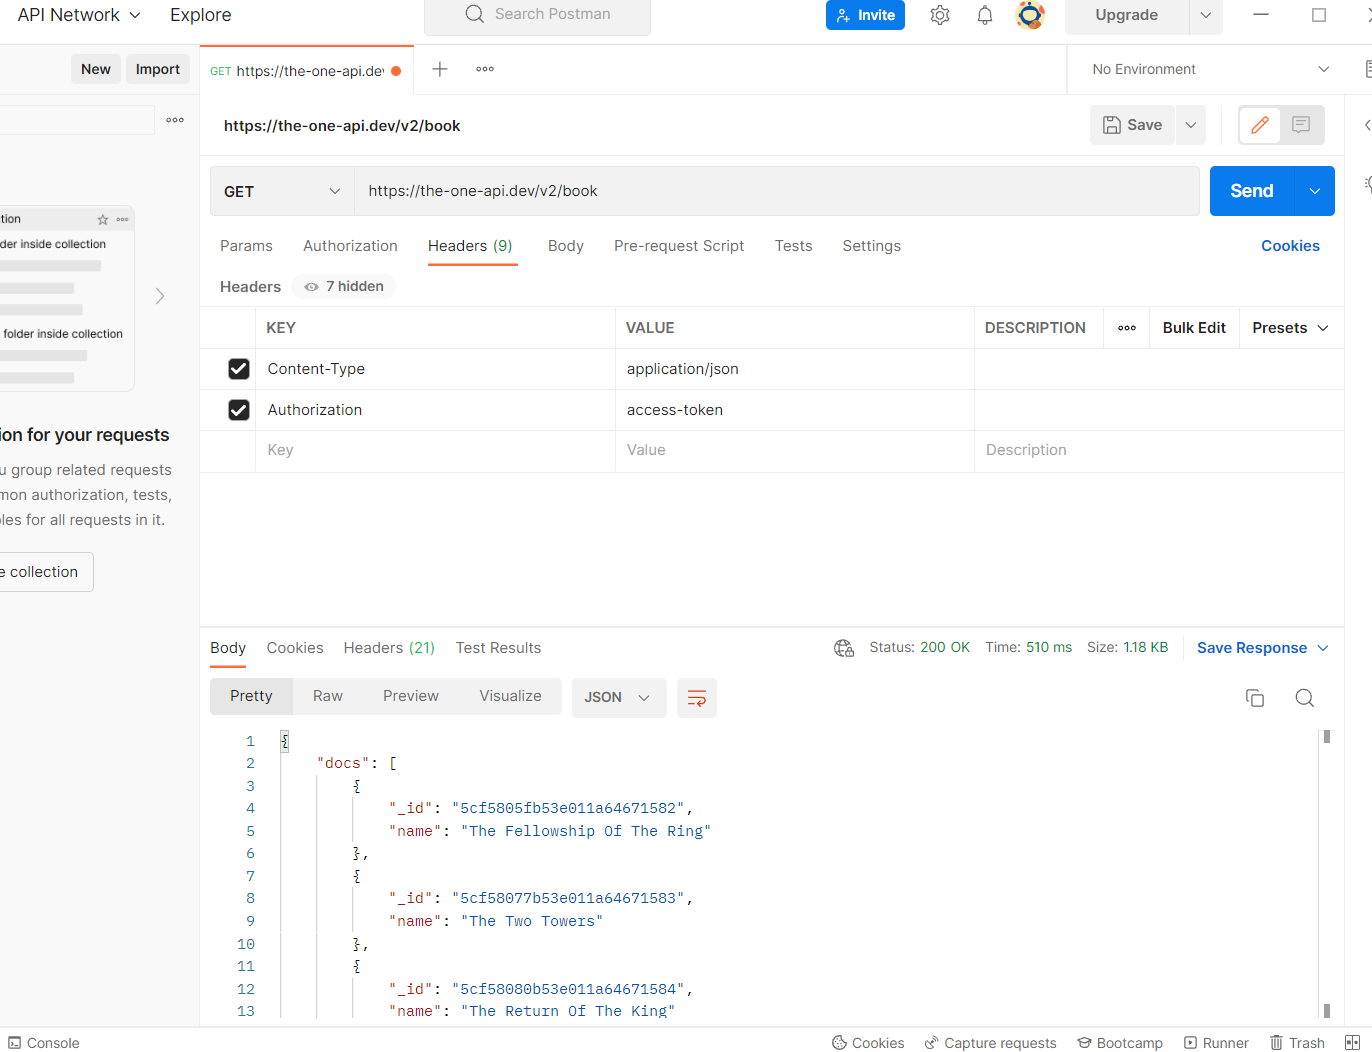 API Network Explore Search Postman Invite Upgrade
New Import GET https://the-one-api.dev No Environment
https://the-one-api.dev/v2/book Save
GET https://the-one-api.dev/v2/book Send
Params Authorization Headers (9) Body Pre-request Script Tests Settings Cookies
Headers 7 hidden
KEY VALUE DESCRIPTION Bulk Edit Presets
Content-Type application/json
Authorization access-token
Key Value Description
tion
der inside collection
folder inside collection
ion for your requests
u group related requests
mon authorization, tests,
les for all requests in it.
e collection
Body Cookies Headers (21) Test Results Status: 200 OK Time: 510 ms Size: 1.18 KB Save Response
Pretty Raw Preview Visualize JSON
1 {
2 "docs": [
3 {
4 "_id": "5cf5805fb53e011a64671582",
5 "name": "The Fellowship Of The Ring"
6 },
7 {
8 "_id": "5cf58077b53e011a64671583",
9 "name": "The Two Towers"
10 },
11 {
12 "_id": "5cf58080b53e011a64671584",
13 "name": "The Return Of The King"
Console Cookies Capture requests Bootcamp Runner Trash